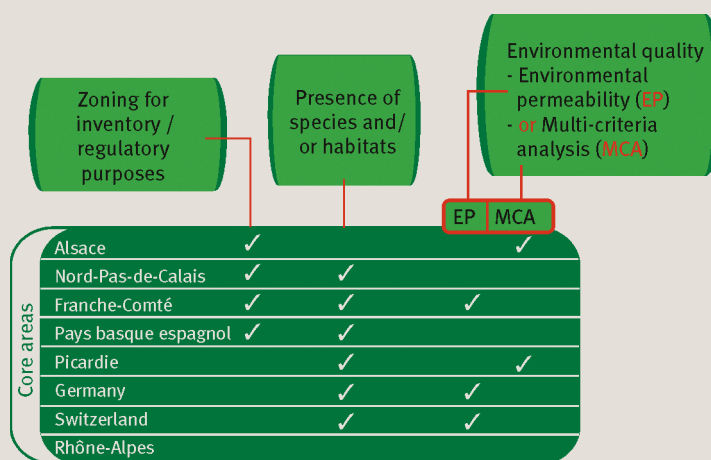 Zoning for
inventory /
regulatory
purposes
Presence of
species and/
or habitats
Environmental quality
- Environmental
permeability (EP)
- or Multi-criteria
analysis (MCA)
EP MCA
Core areas
Alsace ✓ ✓
Nord-Pas-de-Calais ✓ ✓
Franche-Comté ✓ ✓ ✓
Pays basque espagnol ✓ ✓
Picardie ✓ ✓
Germany ✓ ✓
Switzerland ✓ ✓
Rhône-Alpes